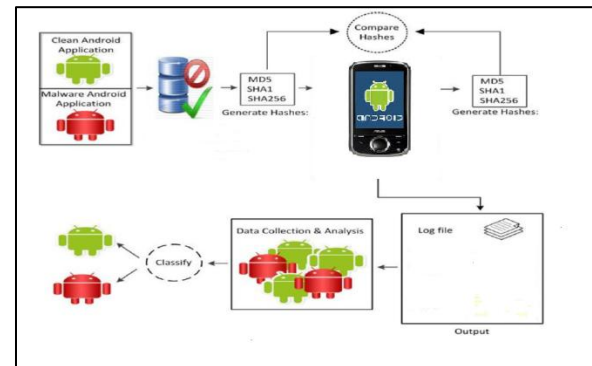 Clean Android
Application
Malware Android
Application
MD5
SHA1
SHA256
Generate Hashes:
Compare
Hashes
ANDROID
MD5
SHA1
SHA256
Generate Hashes:
Log file
Output
Data Collection & Analysis
Classify